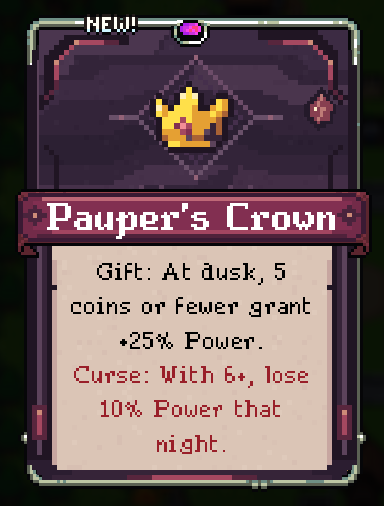 NEW!
Pauper's Crown
Gift: At dusk, 5
coins or fewer grant
+25% Power.
Curse: With 6+, lose
10% Power that
night.